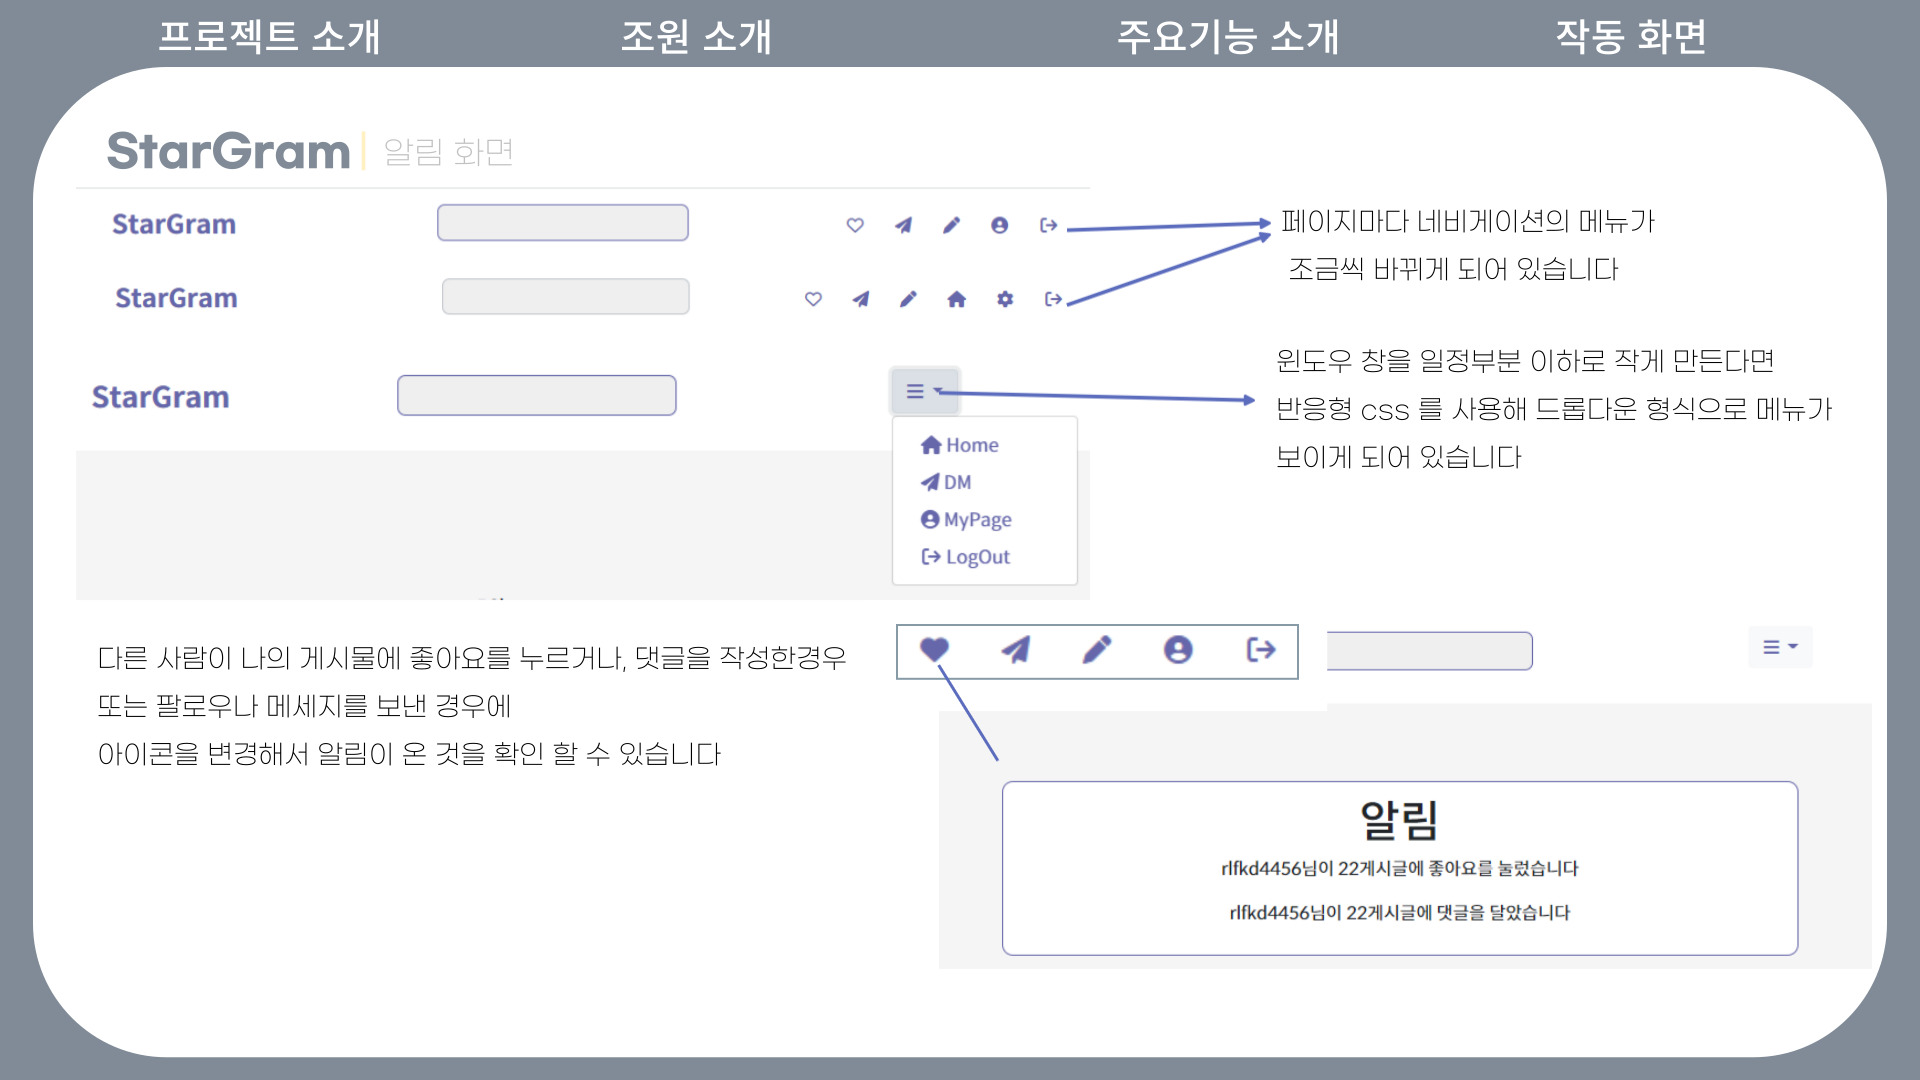 프로젝트 소개
조원 소개
주요기능 소개
작동 화면
StarGram
알림 화면
StarGram
StarGram
페이지마다 네비게이션의 메뉴가
조금씩 바뀌게 되어 있습니다
StarGram
윈도우 창을 일정부분 이하로 작게 만든다면
반응형 css 를 사용해 드롭다운 형식으로 메뉴가
보이게 되어 있습니다
Home
DM
MyPage
LogOut
다른 사람이 나의 게시물에 좋아요를 누르거나, 댓글을 작성한경우
또는 팔로우나 메세지를 보낸 경우에
아이콘을 변경해서 알림이 온 것을 확인 할 수 있습니다
알림
rlfkd4456님이 22게시글에 좋아요를 눌렀습니다
rlfkd4456님이 22게시글에 댓글을 달았습니다